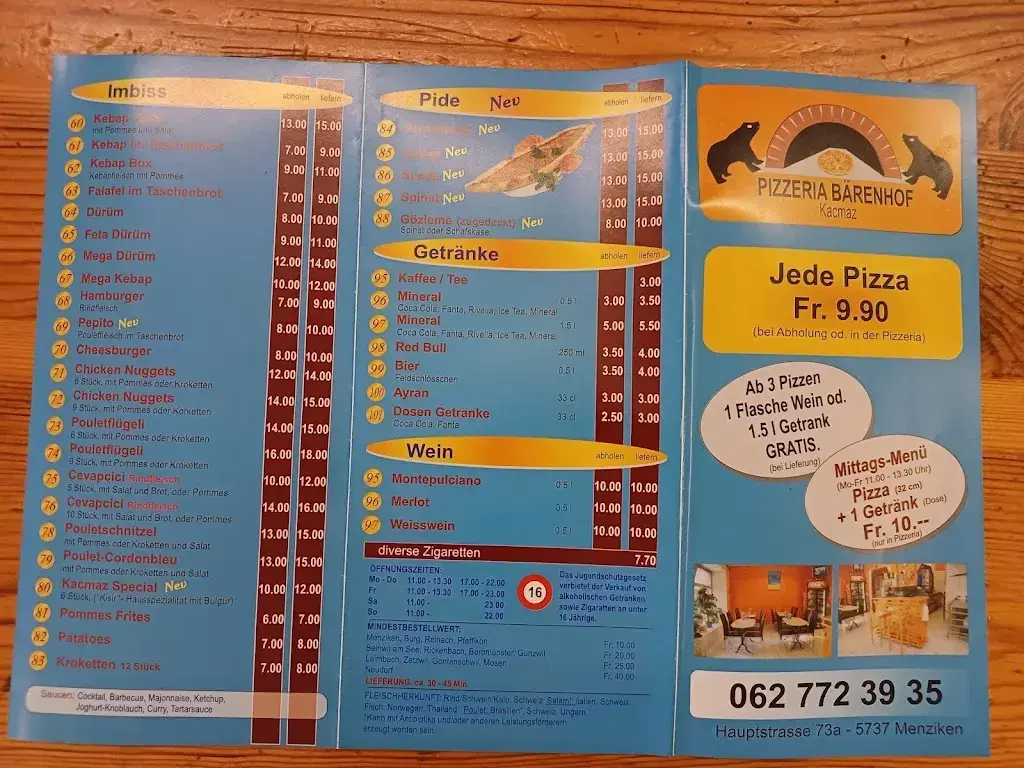 Imbiss
abholen liefern
60 Kebap
mit Pommes und Salat
13.00 15.00
61 Kebap im Taschenbrot
7.00 9.00
62 Kebap Box
Kebapfleisch mit Pommes
9.00 11.00
63 Falafel im Taschenbrot
7.00 9.00
64 Dürüm
8.00 10.00
65 Feta Dürüm
9.00 11.00
66 Mega Dürüm
12.00 14.00
67 Mega Kebap
10.00 12.00
68 Hamburger
Rindfleisch
7.00 9.00
69 Pepito Nev
Pouletfleisch im Taschenbrot
8.00 10.00
70 Cheesburger
8.00 10.00
71 Chicken Nuggets
6 Stück, mit Pommes oder Kroketten
12.00 14.00
72 Chicken Nuggets
9 Stück, mit Pommes oder Korketten
14.00 15.00
73 Pouletflügeli
6 Stück, mit Pommes oder Kroketten
14.00 15.00
74 Pouletflügeli
9 Stück, mit Pommes oder Kroketten
16.00 18.00
75 Cevapcici Rindfleisch
5 Stück, mit Salat und Brot, oder Pommes
10.00 12.00
76 Cevapcici Rindfleisch
10 Stück, mit Salat und Brot, oder Pommes
14.00 16.00
78 Pouletschnitzel
mit Pommes oder Kroketten und Salat
13.00 15.00
79 Poulet-Cordonbleu
mit Pommes oder Kroketten und Salat
13.00 15.00
80 Kacmaz Special Nev
6 Stück, ("Kisir"- Hausspezialität mit Bulgur)
10.00 12.00
81 Pommes Frites
6.00 7.00
82 Patatoes
7.00 8.00
83 Kroketten 12 Stück
7.00 8.00
Saucen: Cocktail, Barbecue, Majonnaise, Ketchup,
Joghurt-Knoblauch, Curry, Tartarsauce
Pide Nev
abholen liefern
84 Nev
13.00 15.00
85 Nev
13.00 15.00
86 Nev
13.00 15.00
87 Spinat Nev
13.00 15.00
88 Gözleme (zugedeckt) Nev
Spinat oder Schafskäse
8.00 10.00
Getränke
abholen liefern
95 Kaffee / Tee
3.00
96 Mineral 0.5 l
Coca Cola, Fanta, Rivella, Ice Tea, Mineral
3.00 3.50
97 Mineral 1.5 l
Coca Cola, Fanta, Rivella, Ice Tea, Mineral
5.00 5.50
98 Red Bull 250 ml
3.50 4.00
99 Bier 0.5 l
Feldschlösschen
3.50 4.00
100 Ayran 33 cl
3.00 3.00
101 Dosen Getränke 33 cl
Coca Cola, Fanta
2.50 3.00
Wein
abholen liefern
95 Montepulciano 0.5 l
10.00 10.00
96 Merlot 0.5 l
10.00 10.00
97 Weisswein 0.5 l
10.00 10.00
diverse Zigaretten 7.70
ÖFFNUNGSZEITEN:
Mo - Do 11.00 - 13.30 17.00 - 22.00
Fr 11.00 - 13.30 17.00 - 23.00
Sa 11.00 - 23.00
So 11.00 - 22.00
16
Das Jugendschutzgesetz
verbietet der Verkauf von
alkoholischen Getränken
sowie Zigaratten an unter
16 Jährige.
MINDESTBESTELLWERT:
Menziken, Burg, Reinach, Pfeffikon Fr. 10.00
Beinwil am See, Rickenbach, Beromünster, Gunzwil Fr. 20.00
Leimbach, Zetzwil, Gontenschwil, Mosen Fr. 25.00
Neudorf Fr. 40.00
LIEFERUNG, ca. 30 - 45 Min.
FLEISCHHERKUNFT: Rind/Schwein/Kalb: Schweiz, Salami: Italien, Schweiz,
Fisch: Norwegen, Thailand Poulet: Brasilien*, Schweiz, Ungarn.
*Kann mit Antibiotika und/oder anderen Leistungsförderern
erzeugt worden sein.
PIZZERIA BÄRENHOF
Kacmaz
Jede Pizza
Fr. 9.90
(bei Abholung od. in der Pizzeria)
Ab 3 Pizzen
1 Flasche Wein od.
1.5 l Getränk
GRATIS.
(bei Lieferung)
Mittags-Menü
(Mo-Fr 11.00 - 13.30 Uhr)
Pizza (32 cm)
+ 1 Getränk (Dose)
Fr. 10.--
(nur in Pizzeria)
062 772 39 35
Hauptstrasse 73a - 5737 Menziken